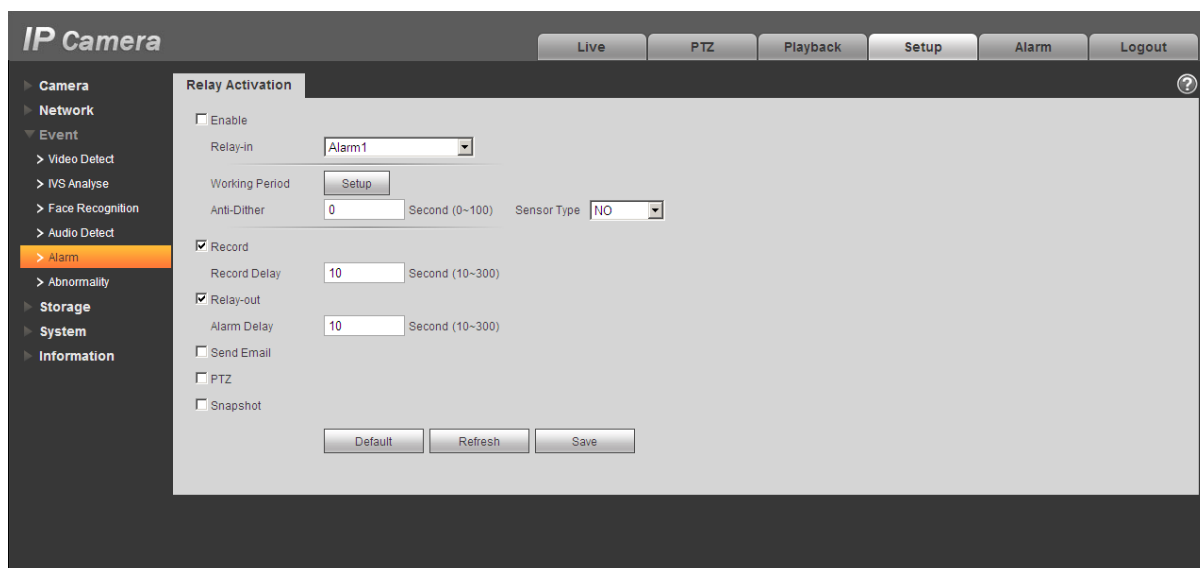 IP Camera
Live PTZ Playback Setup Alarm Logout
Camera
Network
Event
> Video Detect
> IVS Analyse
> Face Recognition
> Audio Detect
> Alarm
> Abnormality
Storage
System
Information
Relay Activation ?
Enable
Relay-in Alarm1
Working Period Setup
Anti-Dither 0 Second (0~100) Sensor Type NO
Record
Record Delay 10 Second (10~300)
Relay-out
Alarm Delay 10 Second (10~300)
Send Email
PTZ
Snapshot
Default Refresh Save